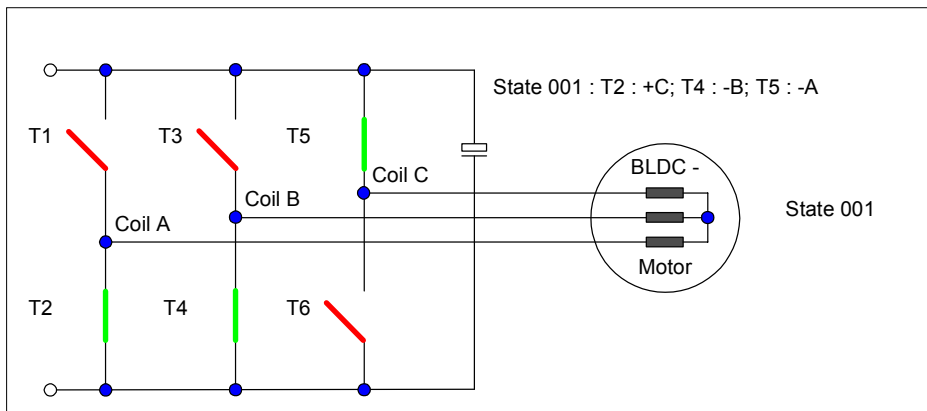 State 001 : T2 : +C; T4 : -B; T5 : -A
T1
T3
T5
Coil C
BLDC -
Coil B
State 001
Coil A
Motor
T2
T4
T6